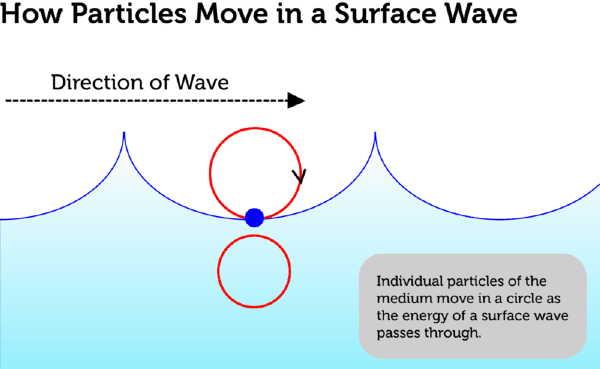 How Particles Move in a Surface Wave
Direction of Wave
Individual particles of the
medium move in a circle as
the energy of a surface wave
passes through.